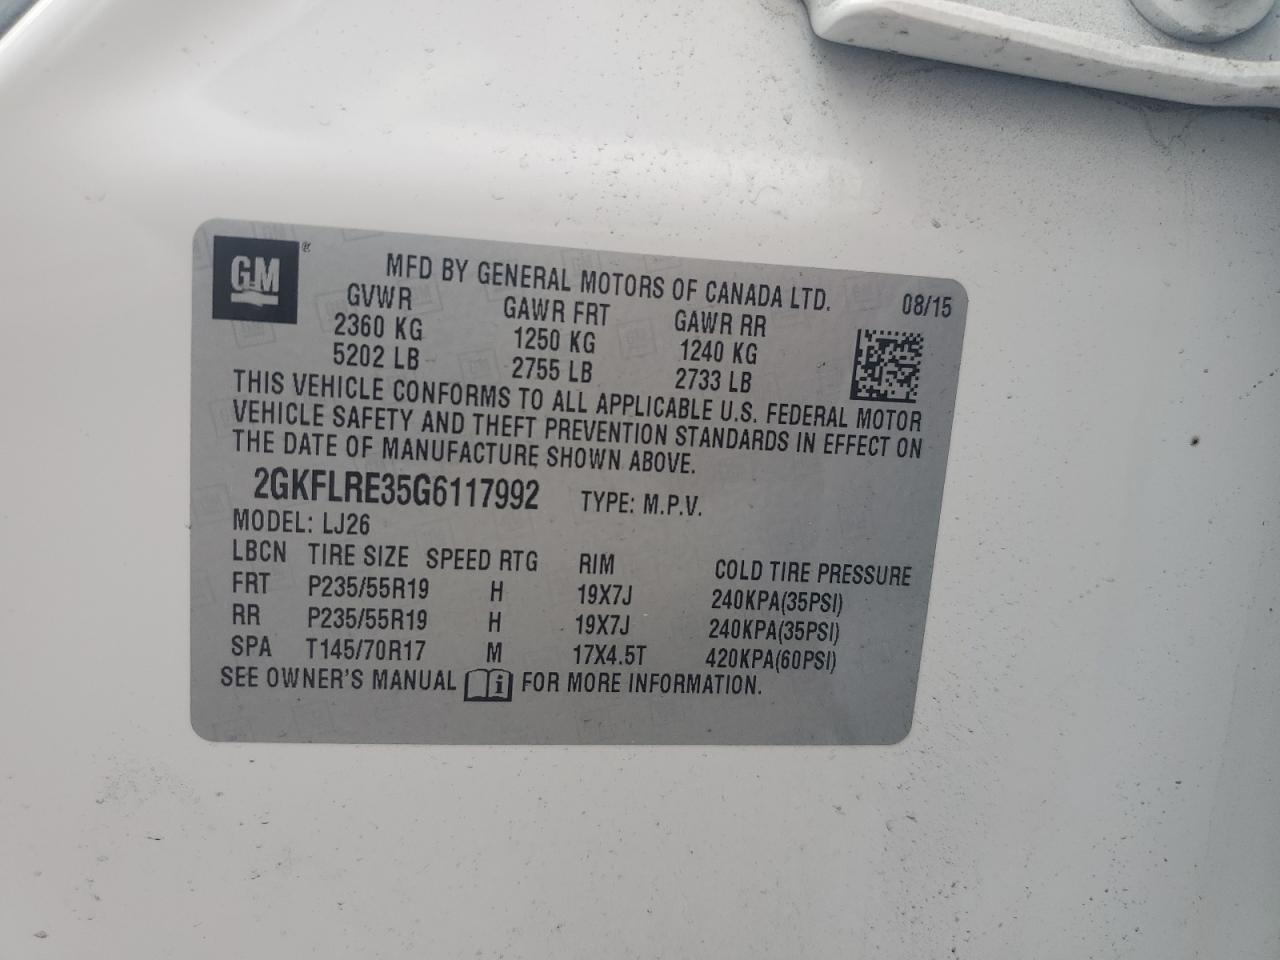 GM ®
MFD BY GENERAL MOTORS OF CANADA LTD. 08/15
GVWR GAWR FRT GAWR RR
2360 KG 1250 KG 1240 KG
5202 LB 2755 LB 2733 LB
THIS VEHICLE CONFORMS TO ALL APPLICABLE U.S. FEDERAL MOTOR
VEHICLE SAFETY AND THEFT PREVENTION STANDARDS IN EFFECT ON
THE DATE OF MANUFACTURE SHOWN ABOVE.
2GKFLRE35G6117992 TYPE: M.P.V.
MODEL: LJ26
LBCN TIRE SIZE SPEED RTG RIM COLD TIRE PRESSURE
FRT P235/55R19 H 19X7J 240KPA(35PSI)
RR P235/55R19 H 19X7J 240KPA(35PSI)
SPA T145/70R17 M 17X4.5T 420KPA(60PSI)
SEE OWNER'S MANUAL i FOR MORE INFORMATION.